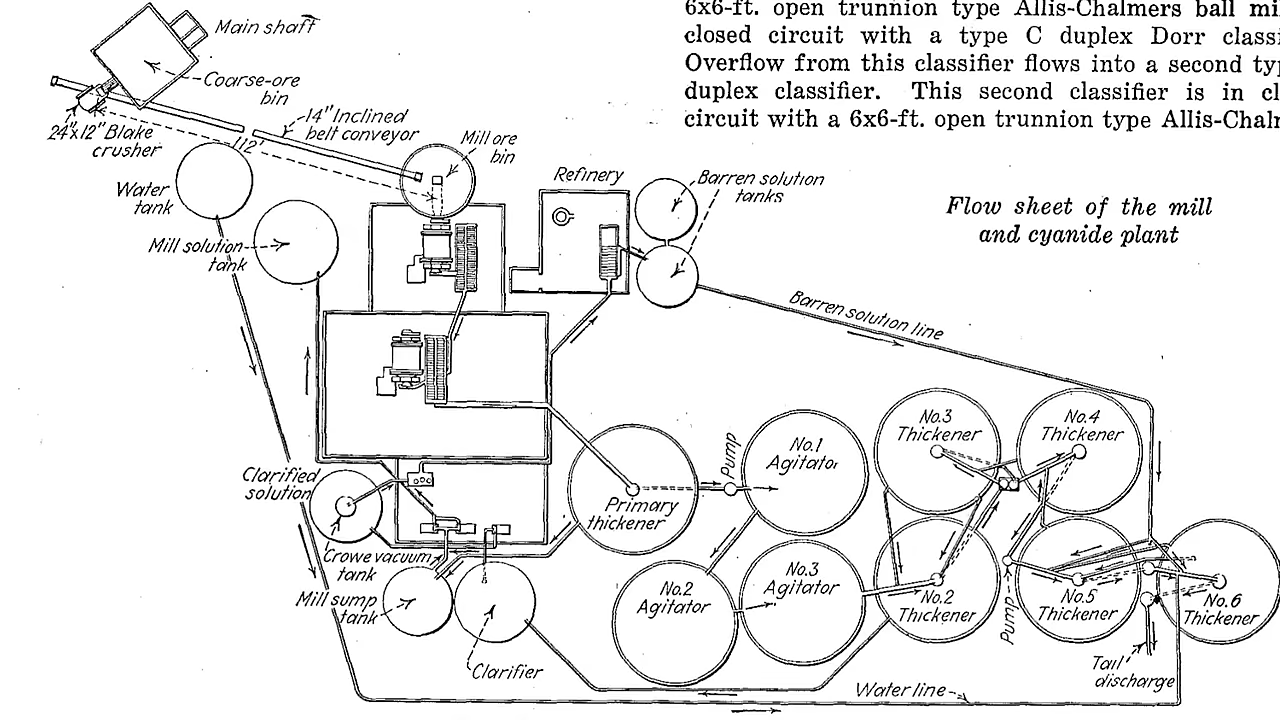 6x6-ft. open trunnion type Allis-Chalmers ball mi
closed circuit with a type C duplex Dorr classi
Overflow from this classifier flows into a second ty
duplex classifier. This second classifier is in cl
circuit with a 6x6-ft. open trunnion type Allis-Chalr
Flow sheet of the mill
and cyanide plant
Main shaft
Coarse-ore
bin
24"x12" Blake
crusher
14" Inclined
belt conveyor
112'
Mill ore
bin
Water
tank
Mill solution
tank
Refinery
Barren solution
tanks
Barren solution line
Clarified
solution
Crowe vacuum
tank
Mill sump
tank
Clarifier
Primary
thickener
Pump
No.1
Agitator
No.2
Agitator
No.3
Agitator
No.3
Thickener
No.4
Thickener
No.2
Thickener
Pump
No.5
Thickener
No.6
Thickener
Tail
discharge
Water line